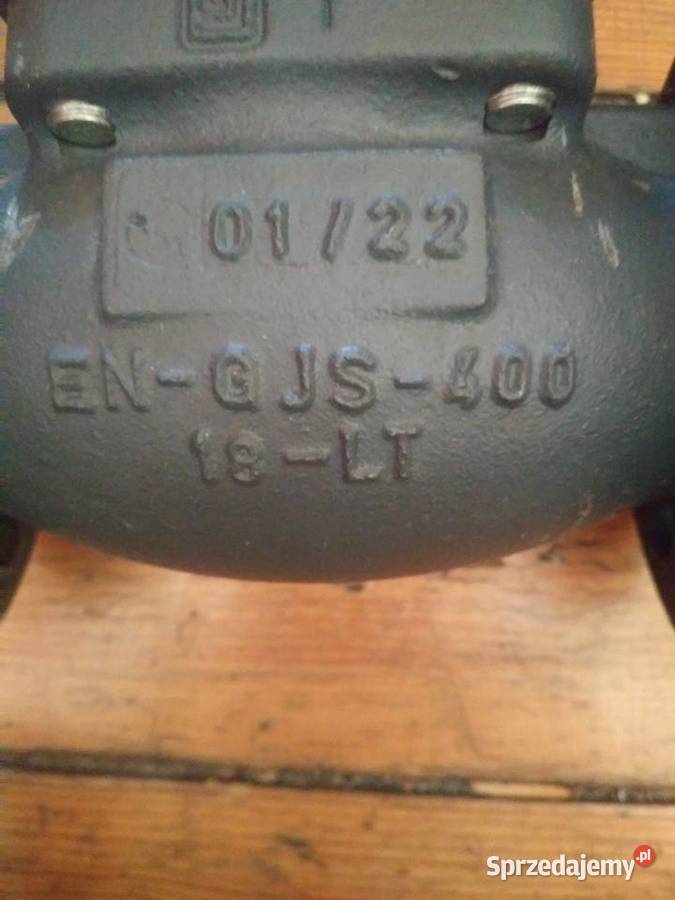 01/22
EN-GJS-400
18-LT
Sprzedajemy.pl